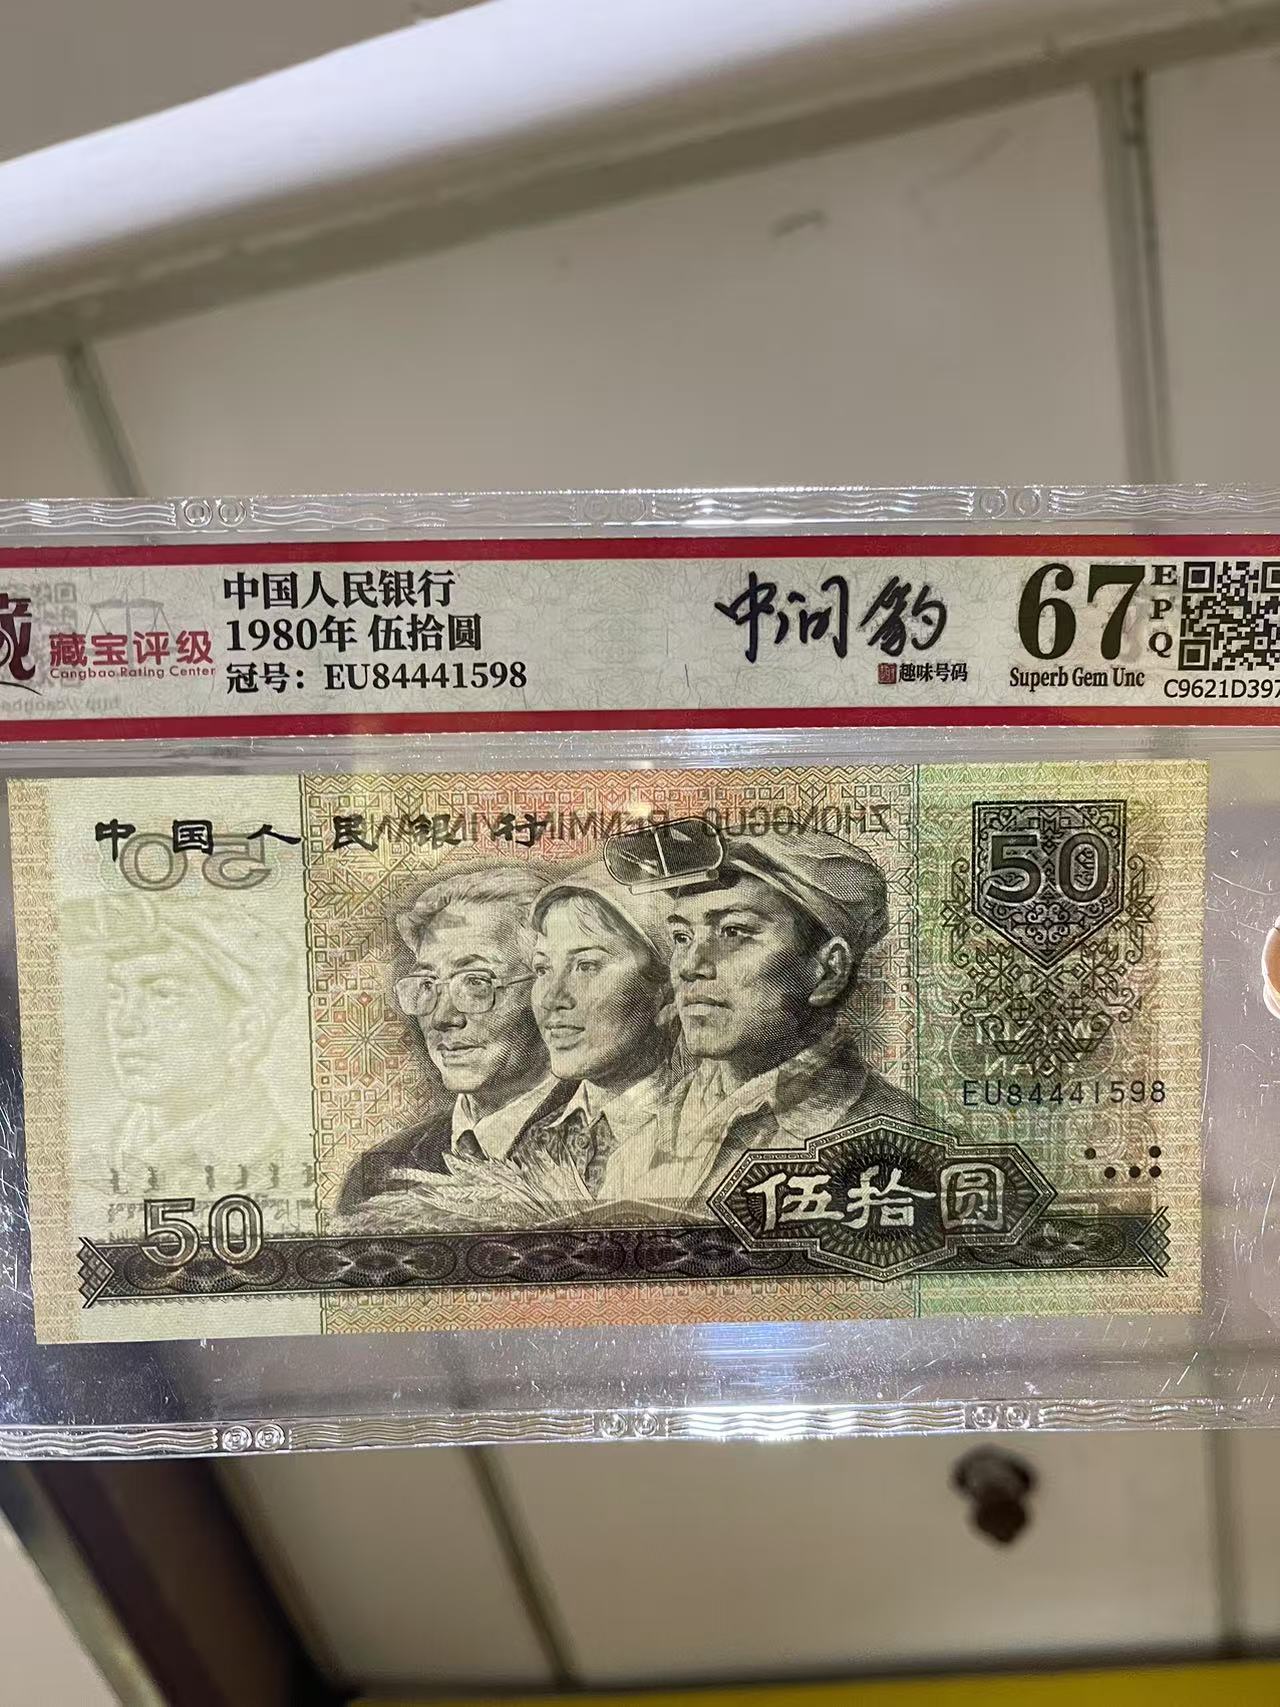 藏
藏宝评级
Cangbao Rating Center
中国人民银行
1980年 伍拾圆
冠号：EU84441598
中间豹
趣味号码
67
EPQ
Superb Gem Unc
C9621D397
中国人民银行
ZHONGGUO RENMIN YINHANG
50
50
EU84441598
伍拾圆
50